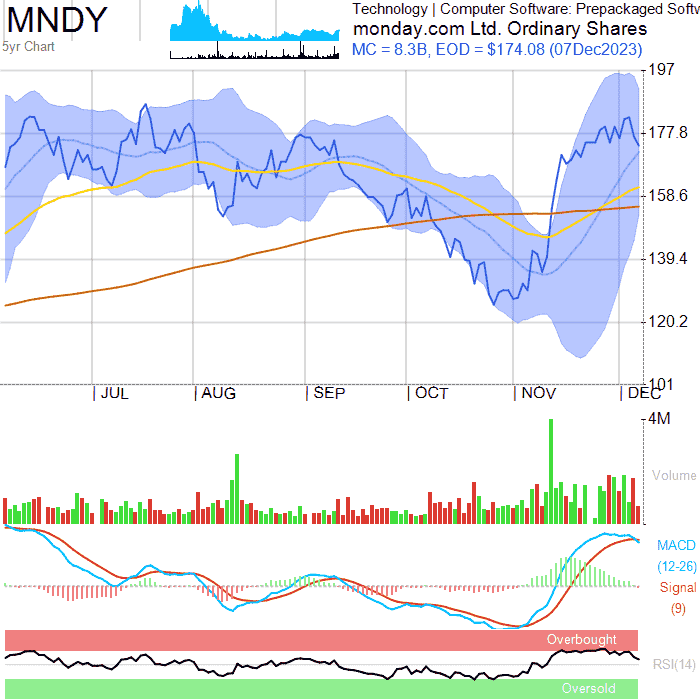 MNDY
5yr Chart
Technology | Computer Software: Prepackaged Softw
monday.com Ltd. Ordinary Shares
MC = 8.3B, EOD = $174.08 (07Dec2023)
197
177.8
158.6
139.4
120.2
101
JUL AUG SEP OCT NOV DEC
4M
Volume
MACD
(12-26)
Signal
(9)
Overbought
RSI(14)
Oversold